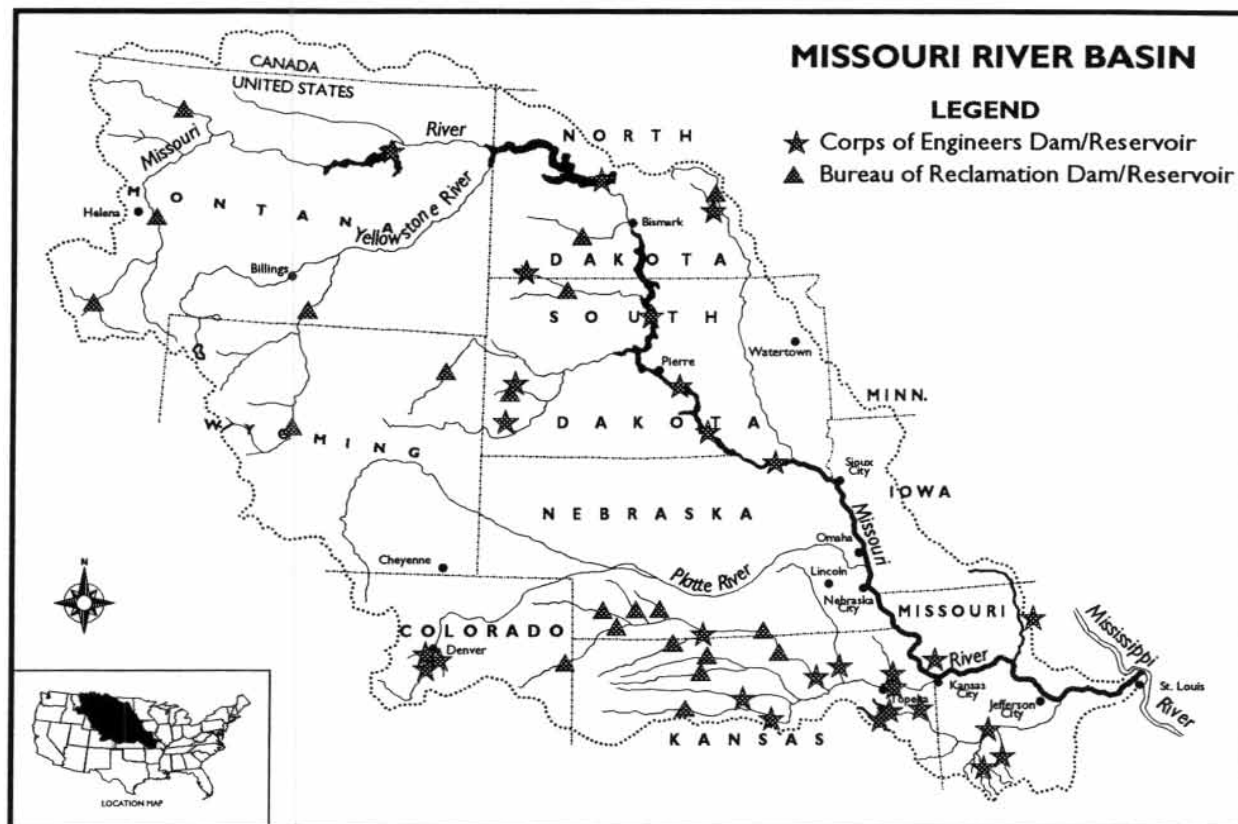 MISSOURI RIVER BASIN
LEGEND
Corps of Engineers Dam/Reservoir
Bureau of Reclamation Dam/Reservoir
CANADA
UNITED STATES
Missouri
River
NORTH
MONTANA
Helena
Yellowstone River
Bismark
Billings
DAKOTA
SOUTH
Watertown
Pierre
MINN.
WYOMING
DAKOTA
Sioux
City
IOWA
NEBRASKA
Missouri
Omaha
Cheyenne
Platte River
Lincoln
Nebraska
City
MISSOURI
N
COLORADO
Denver
Mississippi
River
River
Kansas
City
St. Louis
Topeka
Jefferson
City
KANSAS
LOCATION MAP